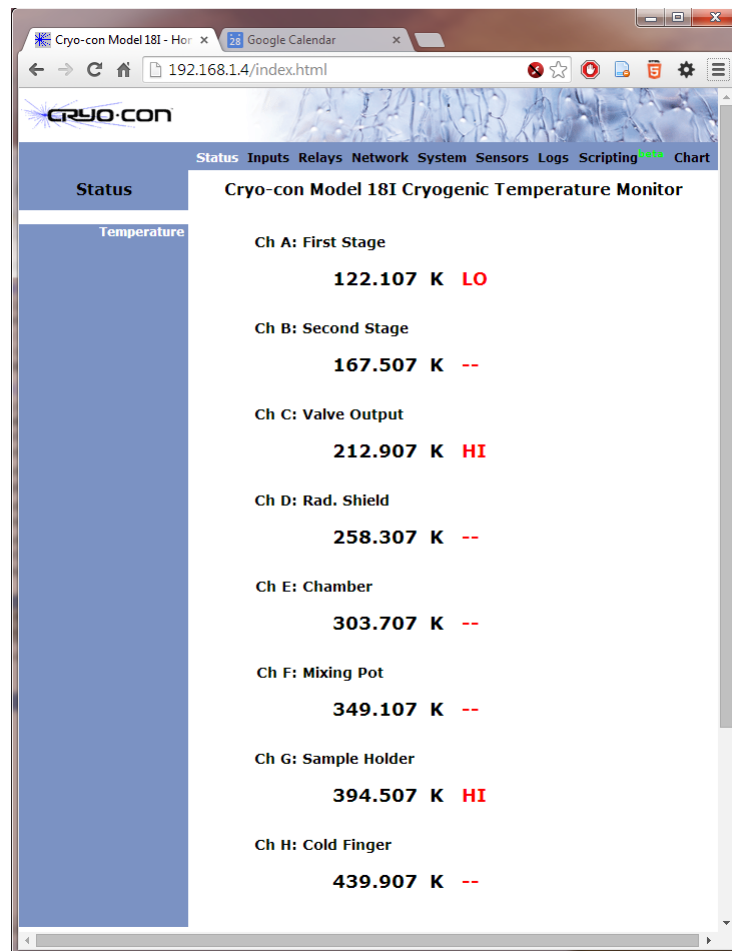 Cryo-con Model 18I - Hor
28 Google Calendar
192.168.1.4/index.html
CRYO·CON
Status Inputs Relays Network System Sensors Logs Scripting beta Chart
Status
Cryo-con Model 18I Cryogenic Temperature Monitor
Temperature
Ch A: First Stage
122.107 K LO
Ch B: Second Stage
167.507 K --
Ch C: Valve Output
212.907 K HI
Ch D: Rad. Shield
258.307 K --
Ch E: Chamber
303.707 K --
Ch F: Mixing Pot
349.107 K --
Ch G: Sample Holder
394.507 K HI
Ch H: Cold Finger
439.907 K --